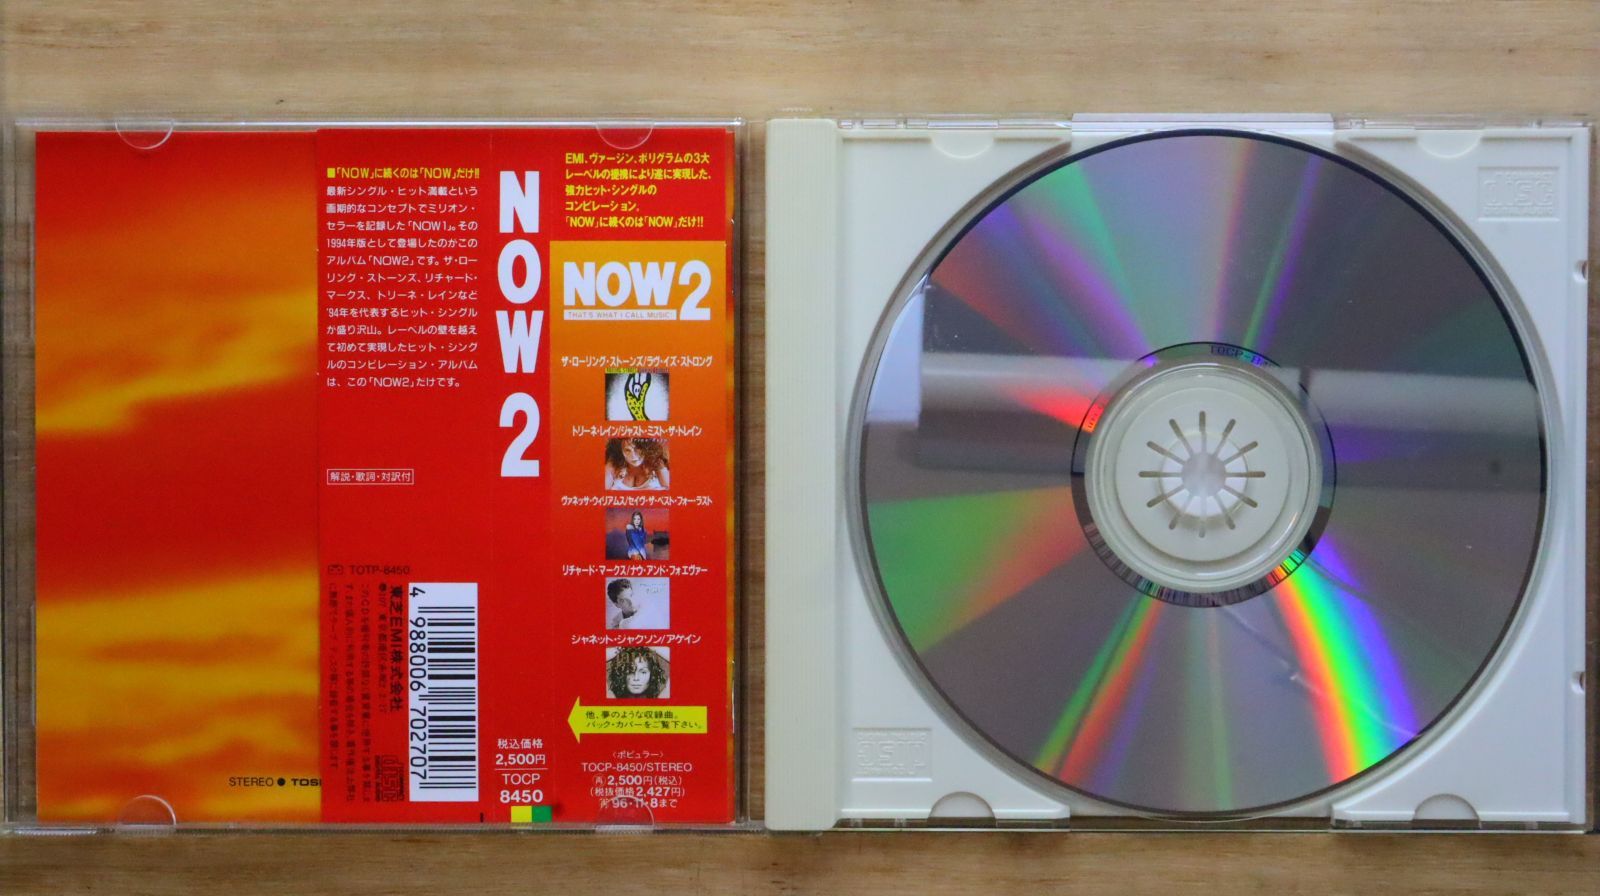 ■「NOW」に続くのは「NOW」だけ!!
最新シングル・ヒット満載という
画期的なコンセプトでミリオン・
セラーを記録した「NOW1」。その
1994年版として登場したのがこの
アルバム「NOW2」です。ザ・ロー
リング・ストーンズ、リチャード・
マークス、トリーネ・レインなど
'94年を代表するヒット・シングル
が盛り沢山。レーベルの壁を越え
て初めて実現したヒット・シング
ルのコンピレーション・アルバム
は、この「NOW2」だけです。
解説・歌詞・対訳付
TOTP-8450
東芝EMI株式会社
4 988006 702707
STEREO ●
NOW 2
税込価格
2,500円
TOCP
8450
EMI、ヴァージン、ポリグラムの3大
レーベルの提携により遂に実現した、
強力ヒット・シングルの
コンピレーション。
「NOW」に続くのは「NOW」だけ!!
NOW2
THAT'S WHAT I CALL MUSIC!
ザ・ローリング・ストーンズ/ラヴ・イズ・ストロング
トリーネ・レイン/ジャスト・ミスト・ザ・トレイン
ヴァネッサ・ウィリアムス/セイヴ・ザ・ベスト・フォー・ラスト
リチャード・マークス/ナウ・アンド・フォエヴァー
ジャネット・ジャクソン/アゲイン
他、夢のような収録曲。
バック・カバーをご覧下さい。
〈ポピュラー〉
TOCP-8450/STEREO
(再)2,500円(税込)
(税抜価格2,427円)
(再)'96・11・8まで